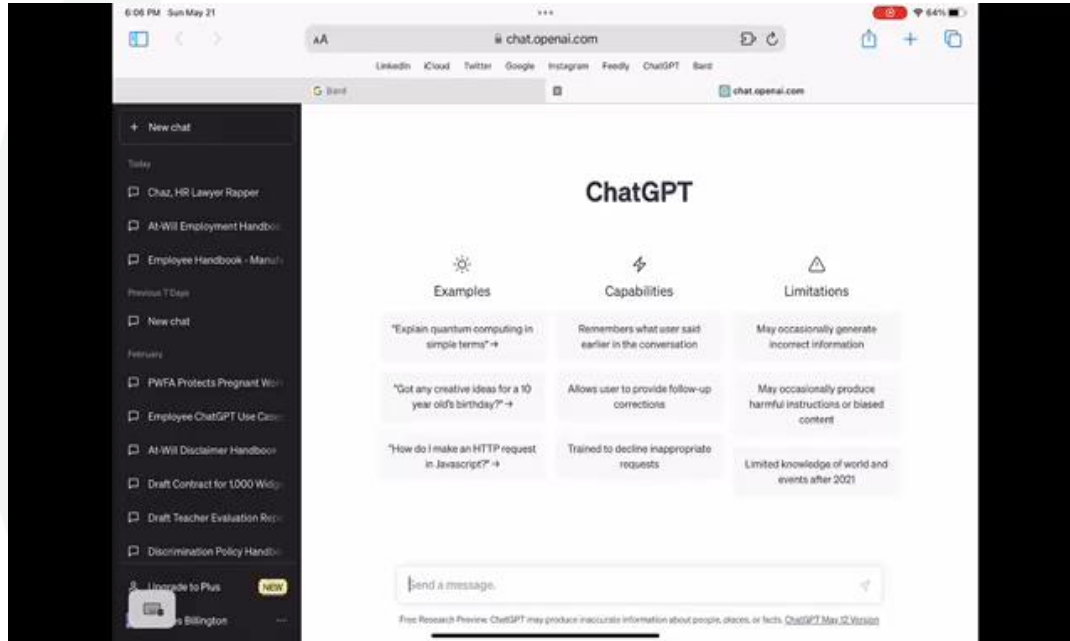 6:06 PM Sun May 21
64%
AA
chat.openai.com
LinkedIn iCloud Twitter Google Instagram Feedly ChatGPT Bard
G Bard
chat.openai.com
+ New chat
Today
Chaz, HR Lawyer Rapper
At-Will Employment Handboo
Employee Handbook - Manufa
Previous 7 Days
New chat
February
PWFA Protects Pregnant Wor
Employee ChatGPT Use Cases
At-Will Disclaimer Handboo
Draft Contract for 1,000 Widg
Draft Teacher Evaluation Rep
Discrimination Policy Handbo
Upgrade to Plus NEW
s Billington
ChatGPT
Examples
"Explain quantum computing in
simple terms" →
"Got any creative ideas for a 10
year old's birthday?" →
"How do I make an HTTP request
in Javascript?" →
Capabilities
Remembers what user said
earlier in the conversation
Allows user to provide follow-up
corrections
Trained to decline inappropriate
requests
Limitations
May occasionally generate
incorrect information
May occasionally produce
harmful instructions or biased
content
Limited knowledge of world and
events after 2021
Send a message.
Free Research Preview. ChatGPT may produce inaccurate information about people, places, or facts. ChatGPT May 12 Version